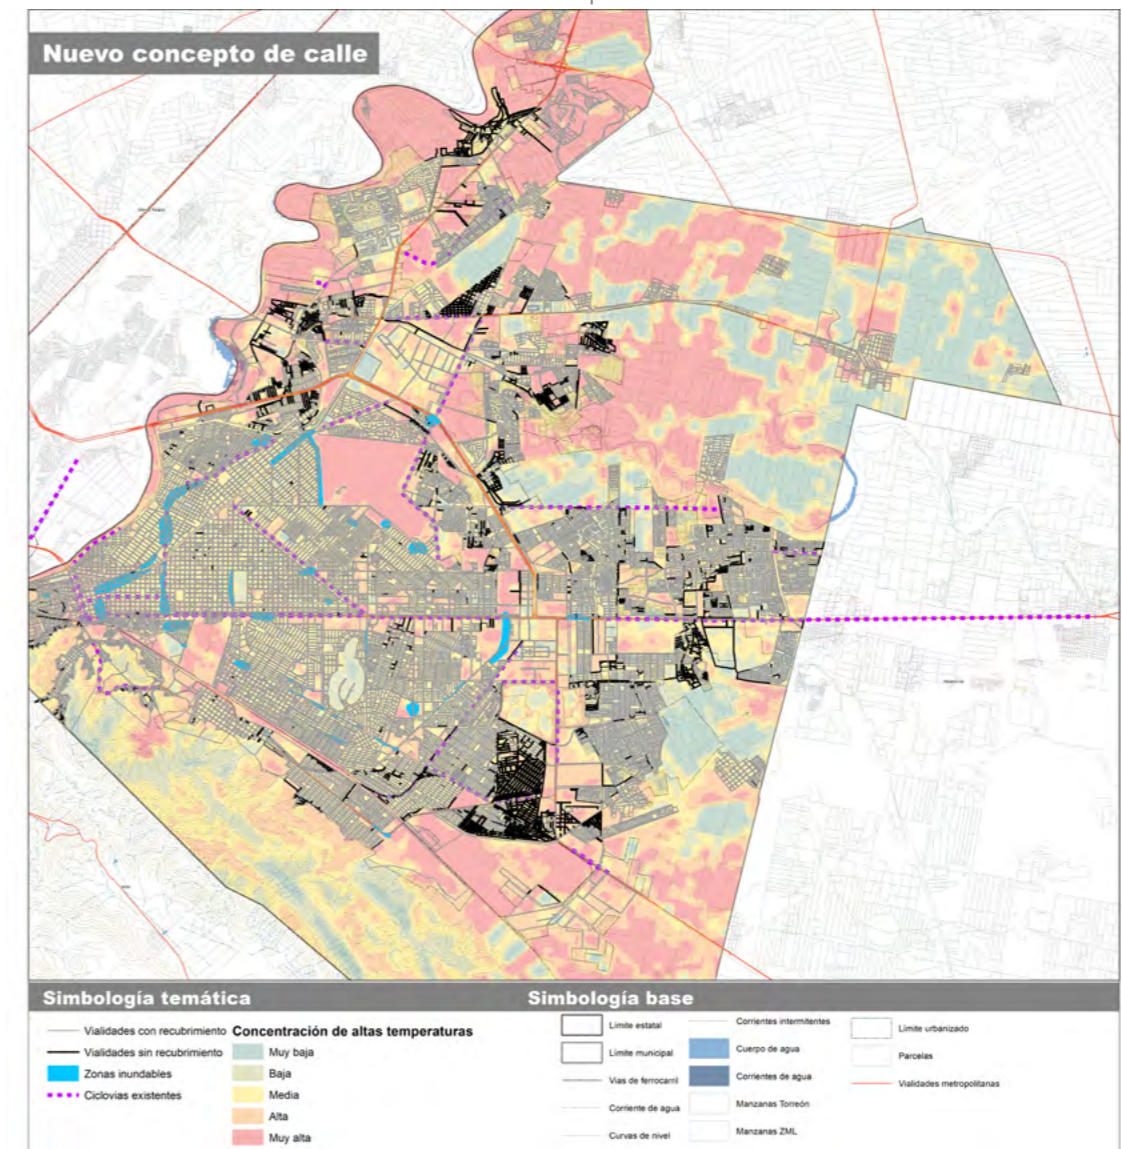 Nuevo concepto de calle
Simbología temática
Vialidades con recubrimiento
Vialidades sin recubrimiento
Zonas inundables
Ciclovias existentes
Concentración de altas temperaturas
Muy baja
Baja
Media
Alta
Muy alta
Simbología base
Límite estatal
Límite municipal
Vias de ferrocarril
Corriente de agua
Curvas de nivel
Corrientes intermitentes
Cuerpo de agua
Corrientes de agua
Manzanas Torreón
Manzanas ZML
Límite urbanizado
Parcelas
Vialidades metropolitanas